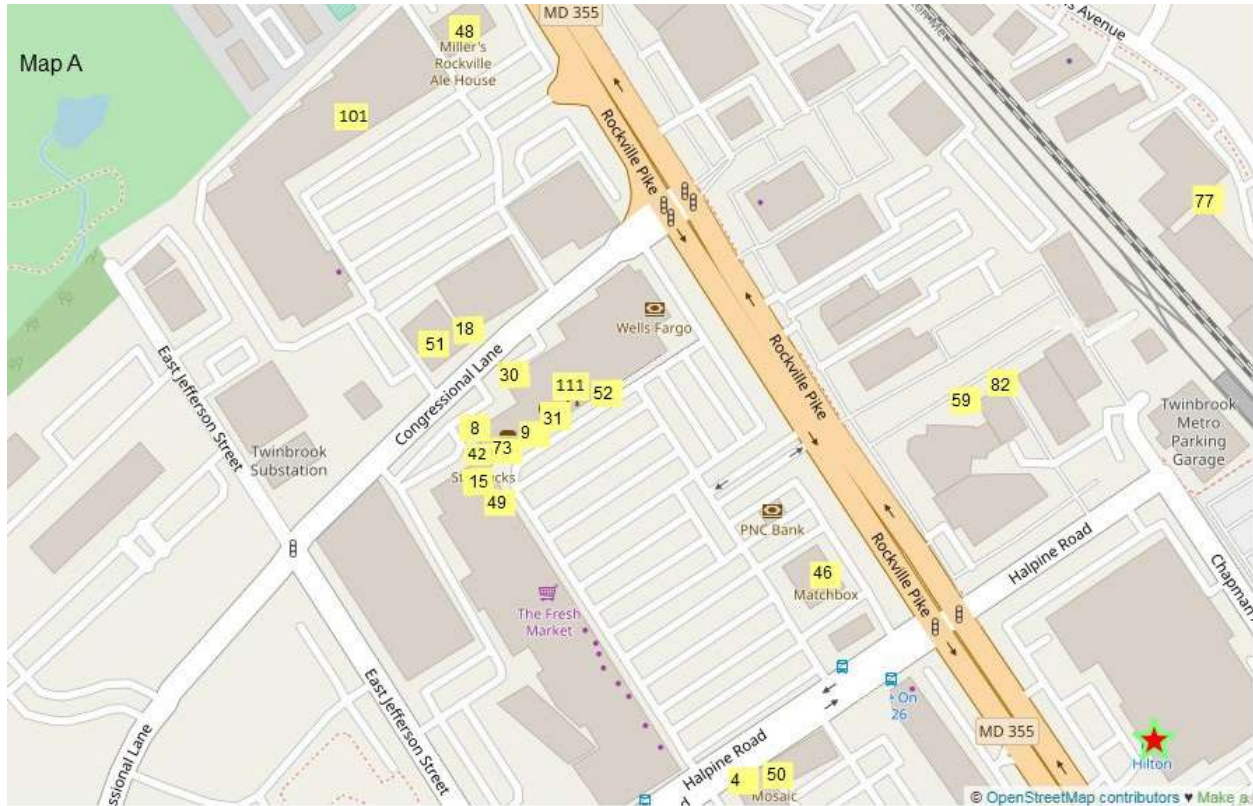 MD 355
48
Miller's
Rockville
Ale House
Map A
101
Rockville Pike
77
Wells Fargo
18
51
Congressional Lane
30
111
52
31
8
9
42
73
15
49
East Jefferson Street
Twinbrook
Substation
Rockville Pike
59
82
Twinbrook
Metro
Parking
Garage
PNC Bank
46
Matchbox
Rockville Pike
Halpine Road
The Fresh
Market
East Jefferson Street
On
26
MD 355
Hilton
Halpine Road
4
50
Mosaic
© OpenStreetMap contributors ♥ Make a